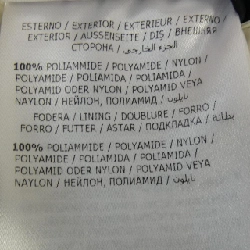 ESTERNO / EXTERIOR / EXTERIEUR / EXTERNO /
EXTERIOR / AUSSENSEITE / DIŞ / ВНЕШНЯЯ
СТОРОНА / الجزء الخارجي /
100% POLIAMMIDE / POLYAMIDE / NYLON /
POLYAMIDE / POLIAMIDA / POLIAMIDA /
POLYAMID ODER NYLON / POLYAMID VEYA
NAYLON / НЕЙЛОН, ПОЛИАМИД / نايلون /
FODERA / LINING / DOUBLURE / FORRO /
FORRO / FUTTER / ASTAR / ПОДКЛАДКА / بطانة /
100% POLIAMMIDE / POLYAMIDE / NYLON /
POLYAMIDE / POLIAMIDA / POLIAMIDA /
POLYAMID ODER NYLON / POLYAMID VEYA
NAYLON / НЕЙЛОН, ПОЛИАМИД / نايلون /